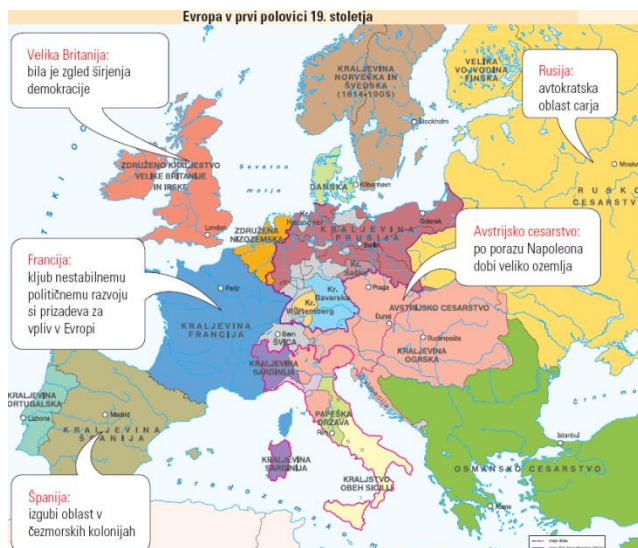 Evropa v prvi polovici 19. stoletja
Velika Britanija:
bila je zgled širjenja
demokracije
Rusija:
avtokratska
oblast carja
Francija:
kljub nestabilnemu
političnemu razvoju
si prizadeva za
vpliv v Evropi
Avstrijsko cesarstvo:
po porazu Napoleona
dobi veliko ozemlja
Španija:
izgubi oblast v
čezmorskih kolonijah
KRALJEVINA
NORVEŠKA IN
ŠVEDSKA
(1814-1905)
VELIKA
VOJVODINA
FINSKA
Stockholm
Moskva
RUSKO
CESARSTVO
ZDRUŽENO KRALJESTVO
VELIKE BRITANIJE
IN IRSKE
London
Severno
morje
DANSKA
København
ZDRUŽENA
NIZOZEMSKA
Kr.
Hannover
KRALJEVINA
PRUSIJA
Gdansk
Berlin
Kr.
Saška
Pariz
KRALJEVINA
FRANCIJA
Kr.
Bavarska
Kr.
Würtemberg
Praga
AVSTRIJSKO CESARSTVO
Dunaj
Budimpešta
KRALJEVINA
OGRSKA
Bern
ŠVICA
KRALJEVINA
SARDINIJA
PAPEŠKA
DRŽAVA
Rim
KRALJEVINA
SARDINIJA
KRALJSTVO
OBEH SICILIJ
KRALJEVINA
PORTUGALSKA
Lizbona
Madrid
KRALJEVINA
ŠPANIJA
Sredozemsko
Črno
Istanbul
OSMANSKO CESARSTVO
Atene